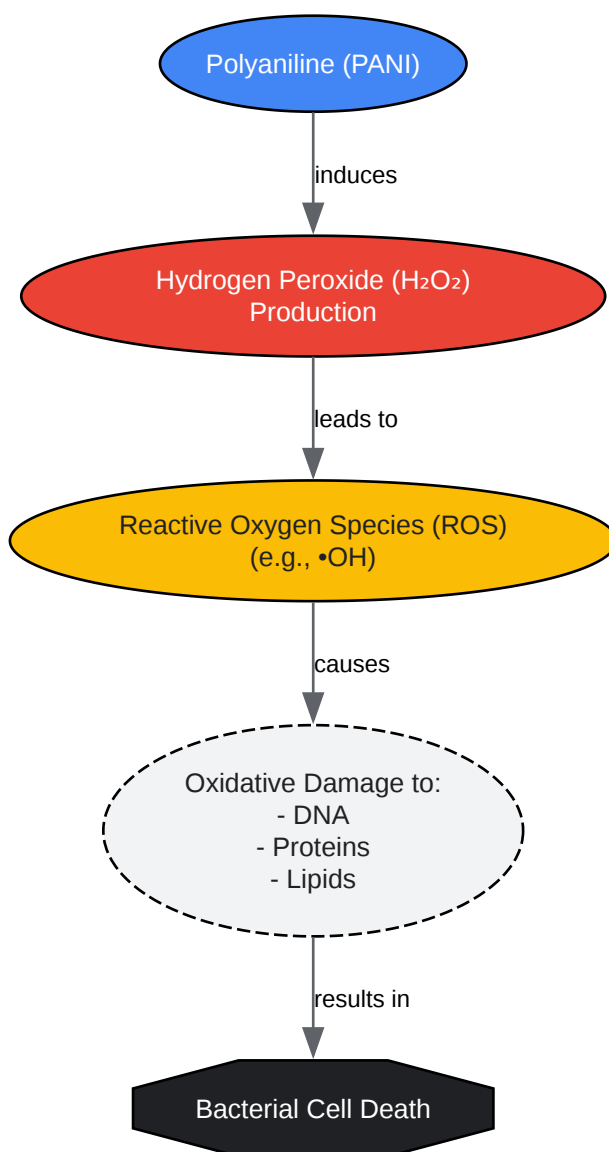 Polyaniline (PANI)
induces
Hydrogen Peroxide (H₂O₂)
Production
leads to
Reactive Oxygen Species (ROS)
(e.g., •OH)
causes
Oxidative Damage to:
- DNA
- Proteins
- Lipids
results in
Bacterial Cell Death